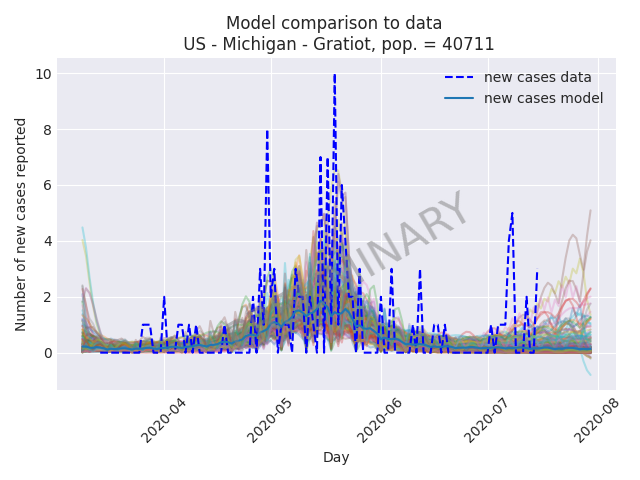 Model comparison to data
US - Michigan - Gratiot, pop. = 40711
new cases data
new cases model
Number of new cases reported
10
8
6
4
2
0
2020-04
2020-05
2020-06
2020-07
2020-08
Day